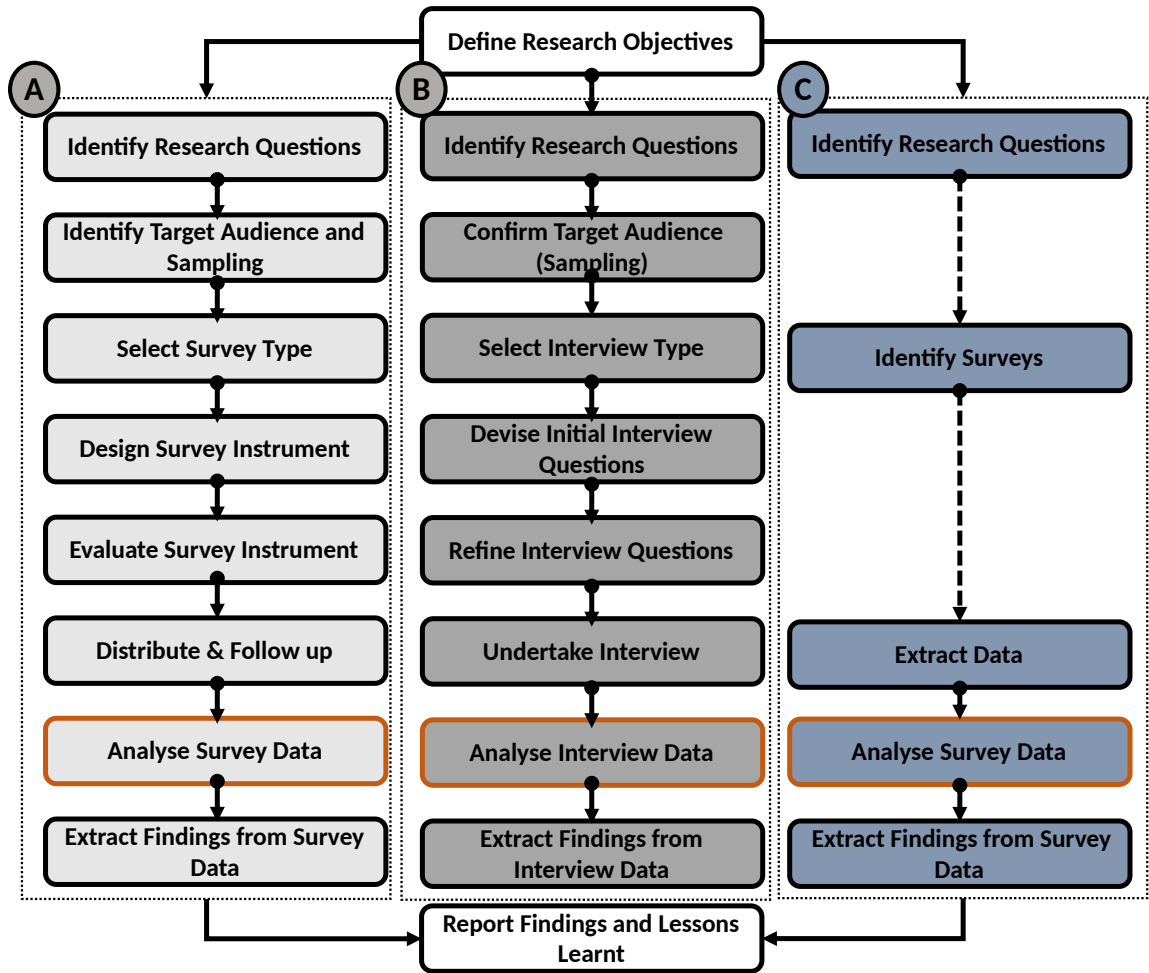 Define Research Objectives
A
Identify Research Questions
Identify Target Audience and
Sampling
Select Survey Type
Design Survey Instrument
Evaluate Survey Instrument
Distribute & Follow up
Analyse Survey Data
Extract Findings from Survey
Data
B
Identify Research Questions
Confirm Target Audience
(Sampling)
Select Interview Type
Devise Initial Interview
Questions
Refine Interview Questions
Undertake Interview
Analyse Interview Data
Extract Findings from
Interview Data
C
Identify Research Questions
Identify Surveys
Extract Data
Analyse Survey Data
Extract Findings from Survey
Data
Report Findings and Lessons
Learnt